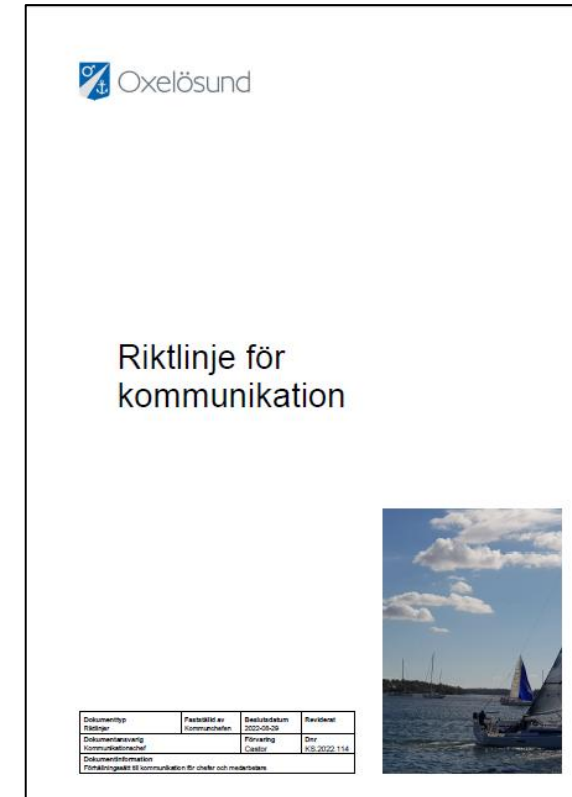 Oxelösund
Riktlinje för
kommunikation
Dokumenttyp Fastställd av Beslutsdatum Reviderat
Riktlinjer Kommunchefen 2022-08-29
Dokumentansvarig Förvaring Dnr
Kommunikationschef Castor KS.2022.114
Dokumentinformation
Förhållningssätt till kommunikation för chefer och medarbetare